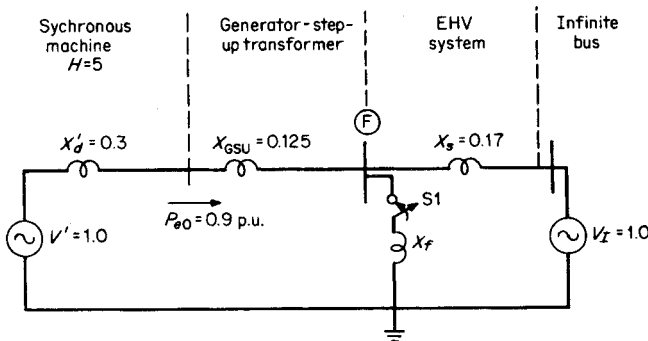 Sychronous
machine
H=5
Generator-step-
up transformer
EHV
system
Infinite
bus
F
X'd=0.3
XGSU=0.125
Xs=0.17
S1
Pe0=0.9 p.u.
Xf
V'=1.0
VI=1.0